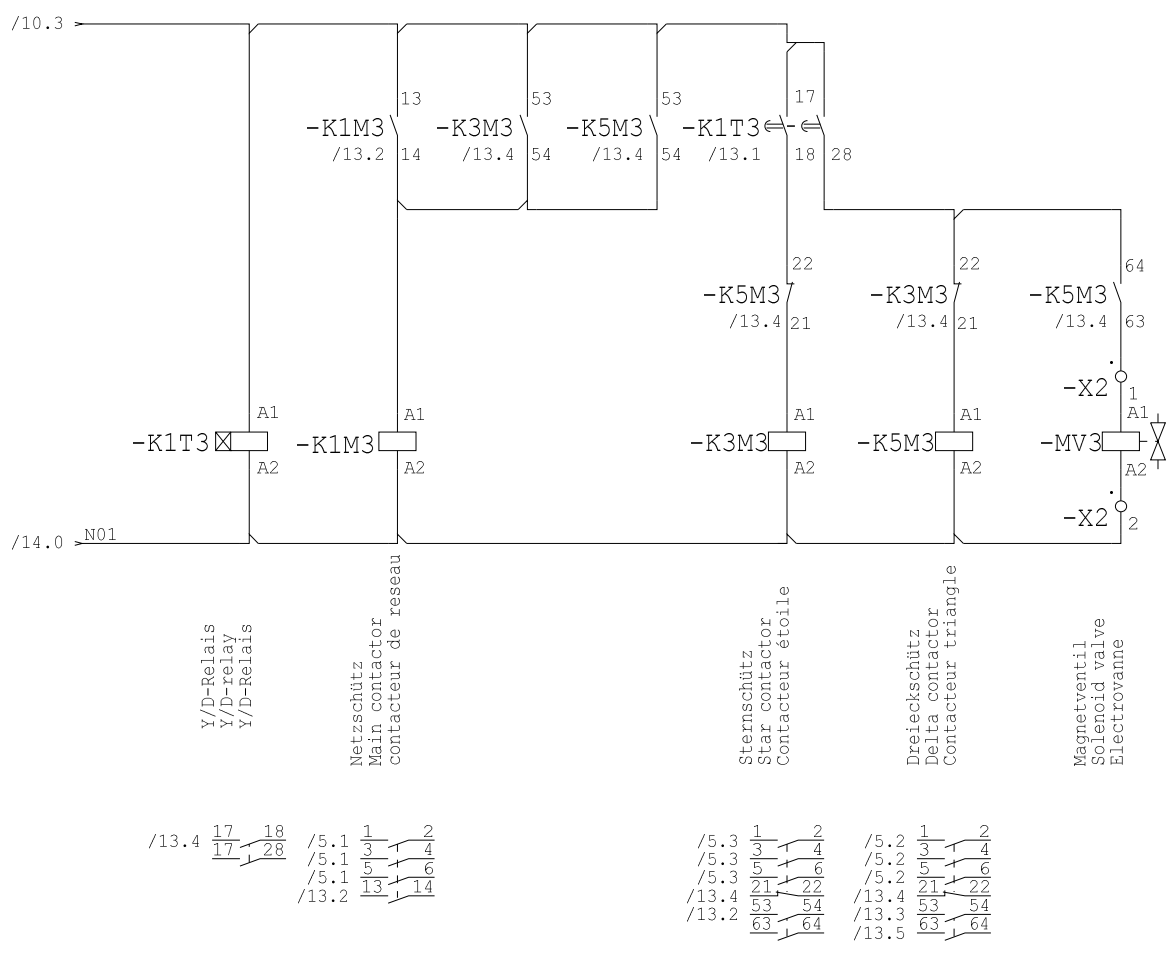 /10.3
13
53
53
17
-K1M3
-K3M3
-K5M3
-K1T3
/13.2
14
/13.4
54
/13.4
54
/13.1
18
28
22
22
64
-K5M3
-K3M3
-K5M3
/13.4
21
/13.4
21
/13.4
63
-X2
1
A1
A1
A1
A1
A1
-K1T3
-K1M3
-K3M3
-K5M3
-MV3
A2
A2
A2
A2
A2
-X2
2
/14.0
N01
Y/D-Relais
Y/D-relay
Y/D-Relais
Netzschütz
Main contactor
contacteur de reseau
Sternschütz
Star contactor
Contacteur étoile
Dreieckschütz
Delta contactor
Contacteur triangle
Magnetventil
Solenoid valve
Electrovanne
/13.4 17 18
17 28
/5.1 1 2
/5.1 3 4
/5.1 5 6
/13.2 13 14
/5.3 1 2
/5.3 3 4
/5.3 5 6
/13.4 21 22
/13.2 53 54
63 64
/5.2 1 2
/5.2 3 4
/5.2 5 6
/13.4 21 22
/13.3 53 54
/13.5 63 64